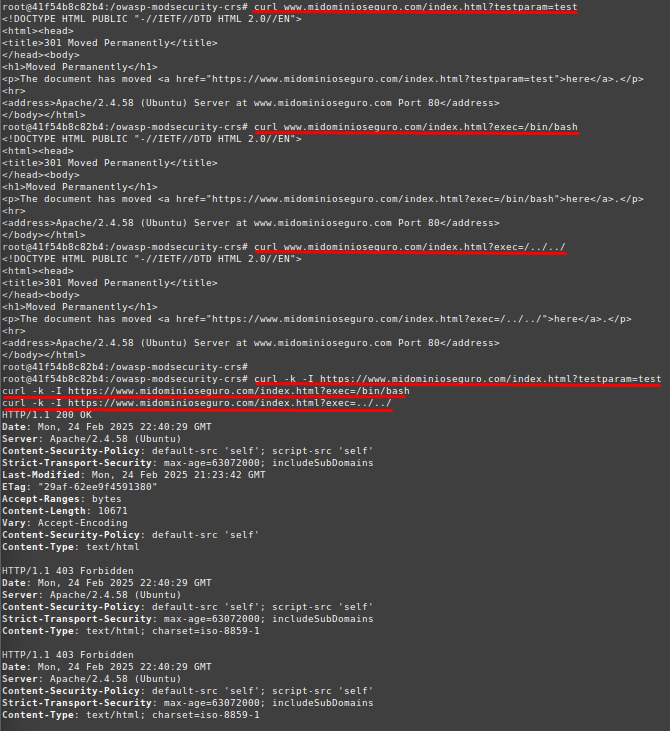 root@41f54b8c82b4:/owasp-modsecurity-crs# curl www.midominioseguro.com/index.html?testparam=test
<!DOCTYPE HTML PUBLIC "-//IETF//DTD HTML 2.0//EN">
<html><head>
<title>301 Moved Permanently</title>
</head><body>
<h1>Moved Permanently</h1>
<p>The document has moved <a href="https://www.midominioseguro.com/index.html?testparam=test">here</a>.</p>
<hr>
<address>Apache/2.4.58 (Ubuntu) Server at www.midominioseguro.com Port 80</address>
</body></html>
root@41f54b8c82b4:/owasp-modsecurity-crs# curl www.midominioseguro.com/index.html?exec=/bin/bash
<!DOCTYPE HTML PUBLIC "-//IETF//DTD HTML 2.0//EN">
<html><head>
<title>301 Moved Permanently</title>
</head><body>
<h1>Moved Permanently</h1>
<p>The document has moved <a href="https://www.midominioseguro.com/index.html?exec=/bin/bash">here</a>.</p>
<hr>
<address>Apache/2.4.58 (Ubuntu) Server at www.midominioseguro.com Port 80</address>
</body></html>
root@41f54b8c82b4:/owasp-modsecurity-crs# curl www.midominioseguro.com/index.html?exec=/../../
<!DOCTYPE HTML PUBLIC "-//IETF//DTD HTML 2.0//EN">
<html><head>
<title>301 Moved Permanently</title>
</head><body>
<h1>Moved Permanently</h1>
<p>The document has moved <a href="https://www.midominioseguro.com/index.html?exec=/../../">here</a>.</p>
<hr>
<address>Apache/2.4.58 (Ubuntu) Server at www.midominioseguro.com Port 80</address>
</body></html>
root@41f54b8c82b4:/owasp-modsecurity-crs#
root@41f54b8c82b4:/owasp-modsecurity-crs# curl -k -I https://www.midominioseguro.com/index.html?testparam=test
curl -k -I https://www.midominioseguro.com/index.html?exec=/bin/bash
curl -k -I https://www.midominioseguro.com/index.html?exec=../../
HTTP/1.1 200 OK
Date: Mon, 24 Feb 2025 22:40:29 GMT
Server: Apache/2.4.58 (Ubuntu)
Content-Security-Policy: default-src 'self'; script-src 'self'
Strict-Transport-Security: max-age=63072000; includeSubDomains
Last-Modified: Mon, 24 Feb 2025 21:23:42 GMT
ETag: "29af-62ee9f4591380"
Accept-Ranges: bytes
Content-Length: 10671
Vary: Accept-Encoding
Content-Security-Policy: default-src 'self'
Content-Type: text/html

HTTP/1.1 403 Forbidden
Date: Mon, 24 Feb 2025 22:40:29 GMT
Server: Apache/2.4.58 (Ubuntu)
Content-Security-Policy: default-src 'self'; script-src 'self'
Strict-Transport-Security: max-age=63072000; includeSubDomains
Content-Type: text/html; charset=iso-8859-1

HTTP/1.1 403 Forbidden
Date: Mon, 24 Feb 2025 22:40:29 GMT
Server: Apache/2.4.58 (Ubuntu)
Content-Security-Policy: default-src 'self'; script-src 'self'
Strict-Transport-Security: max-age=63072000; includeSubDomains
Content-Type: text/html; charset=iso-8859-1